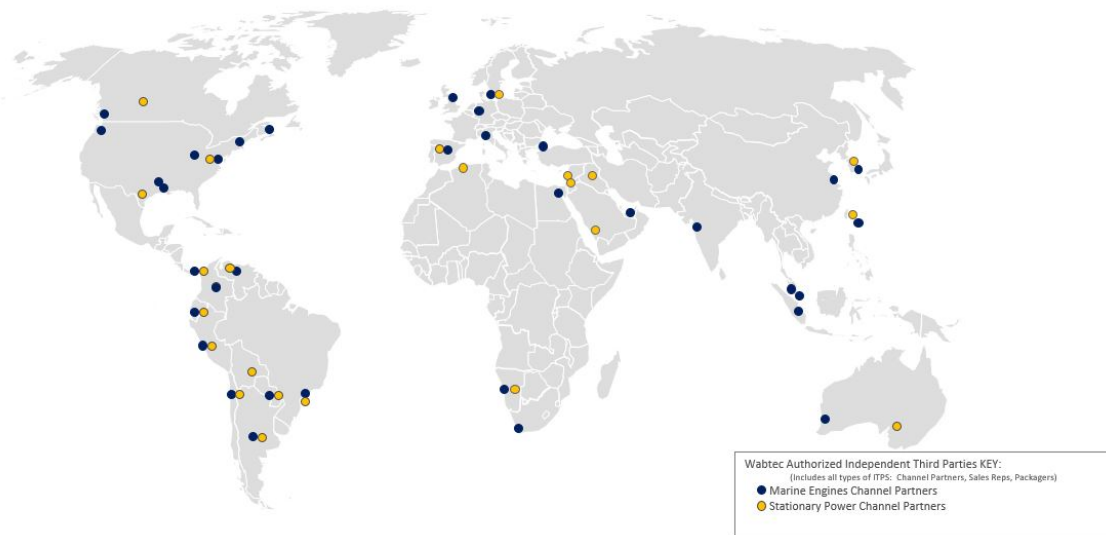 Wabtec Authorized Independent Third Parties KEY:
(Includes all types of ITPS: Channel Partners, Sales Reps, Packagers)
Marine Engines Channel Partners
Stationary Power Channel Partners